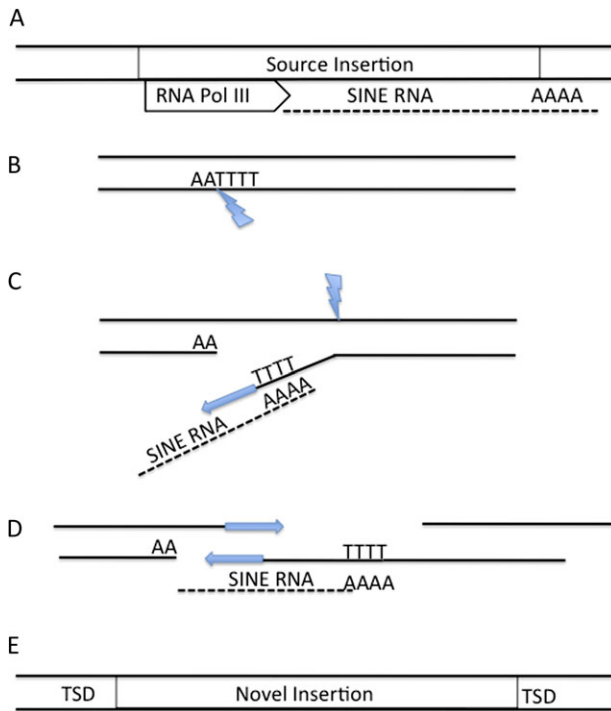 A
Source Insertion
RNA Pol III SINE RNA AAAA
B
AATTTT
C
AA
TTTT
AAAA
SINE RNA
D
AA TTTT
SINE RNA AAAA
E
TSD Novel Insertion TSD